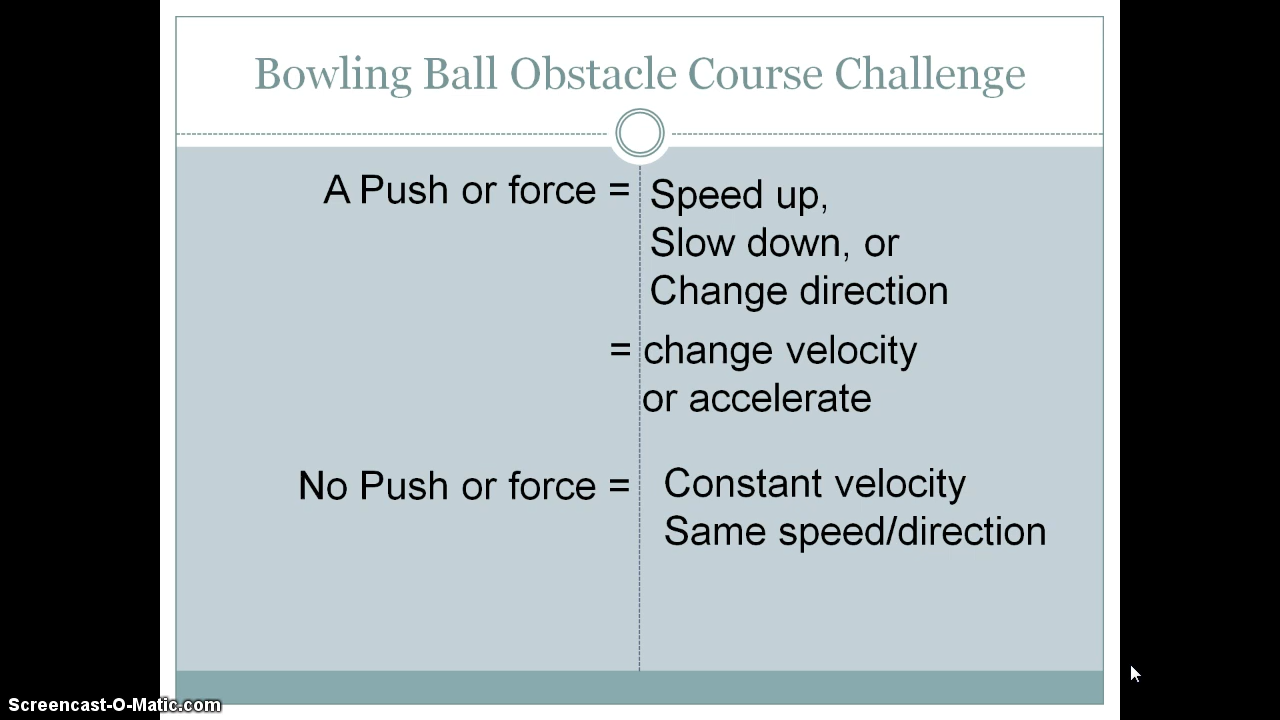 Bowling Ball Obstacle Course Challenge
A Push or force = Speed up,
Slow down, or
Change direction
= change velocity
or accelerate
No Push or force = Constant velocity
Same speed/direction
Screencast-O-Matic.com